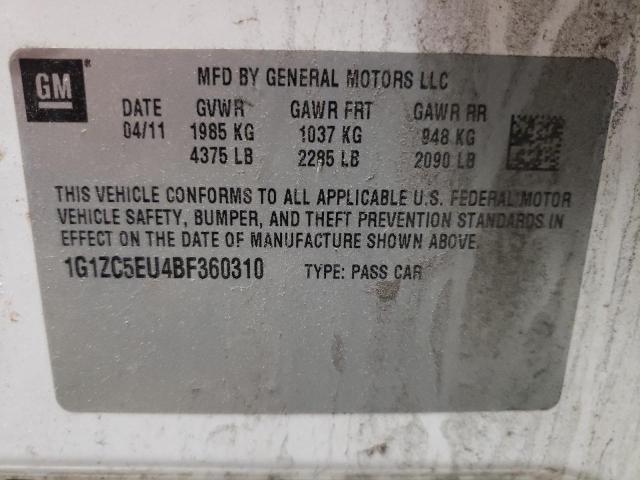 GM
MFD BY GENERAL MOTORS LLC
DATE GVWR GAWR FRT GAWR RR
04/11 1985 KG 1037 KG 948 KG
4375 LB 2285 LB 2090 LB
THIS VEHICLE CONFORMS TO ALL APPLICABLE U.S. FEDERAL MOTOR
VEHICLE SAFETY, BUMPER, AND THEFT PREVENTION STANDARDS IN
EFFECT ON THE DATE OF MANUFACTURE SHOWN ABOVE.
1G1ZC5EU4BF360310 TYPE: PASS CAR